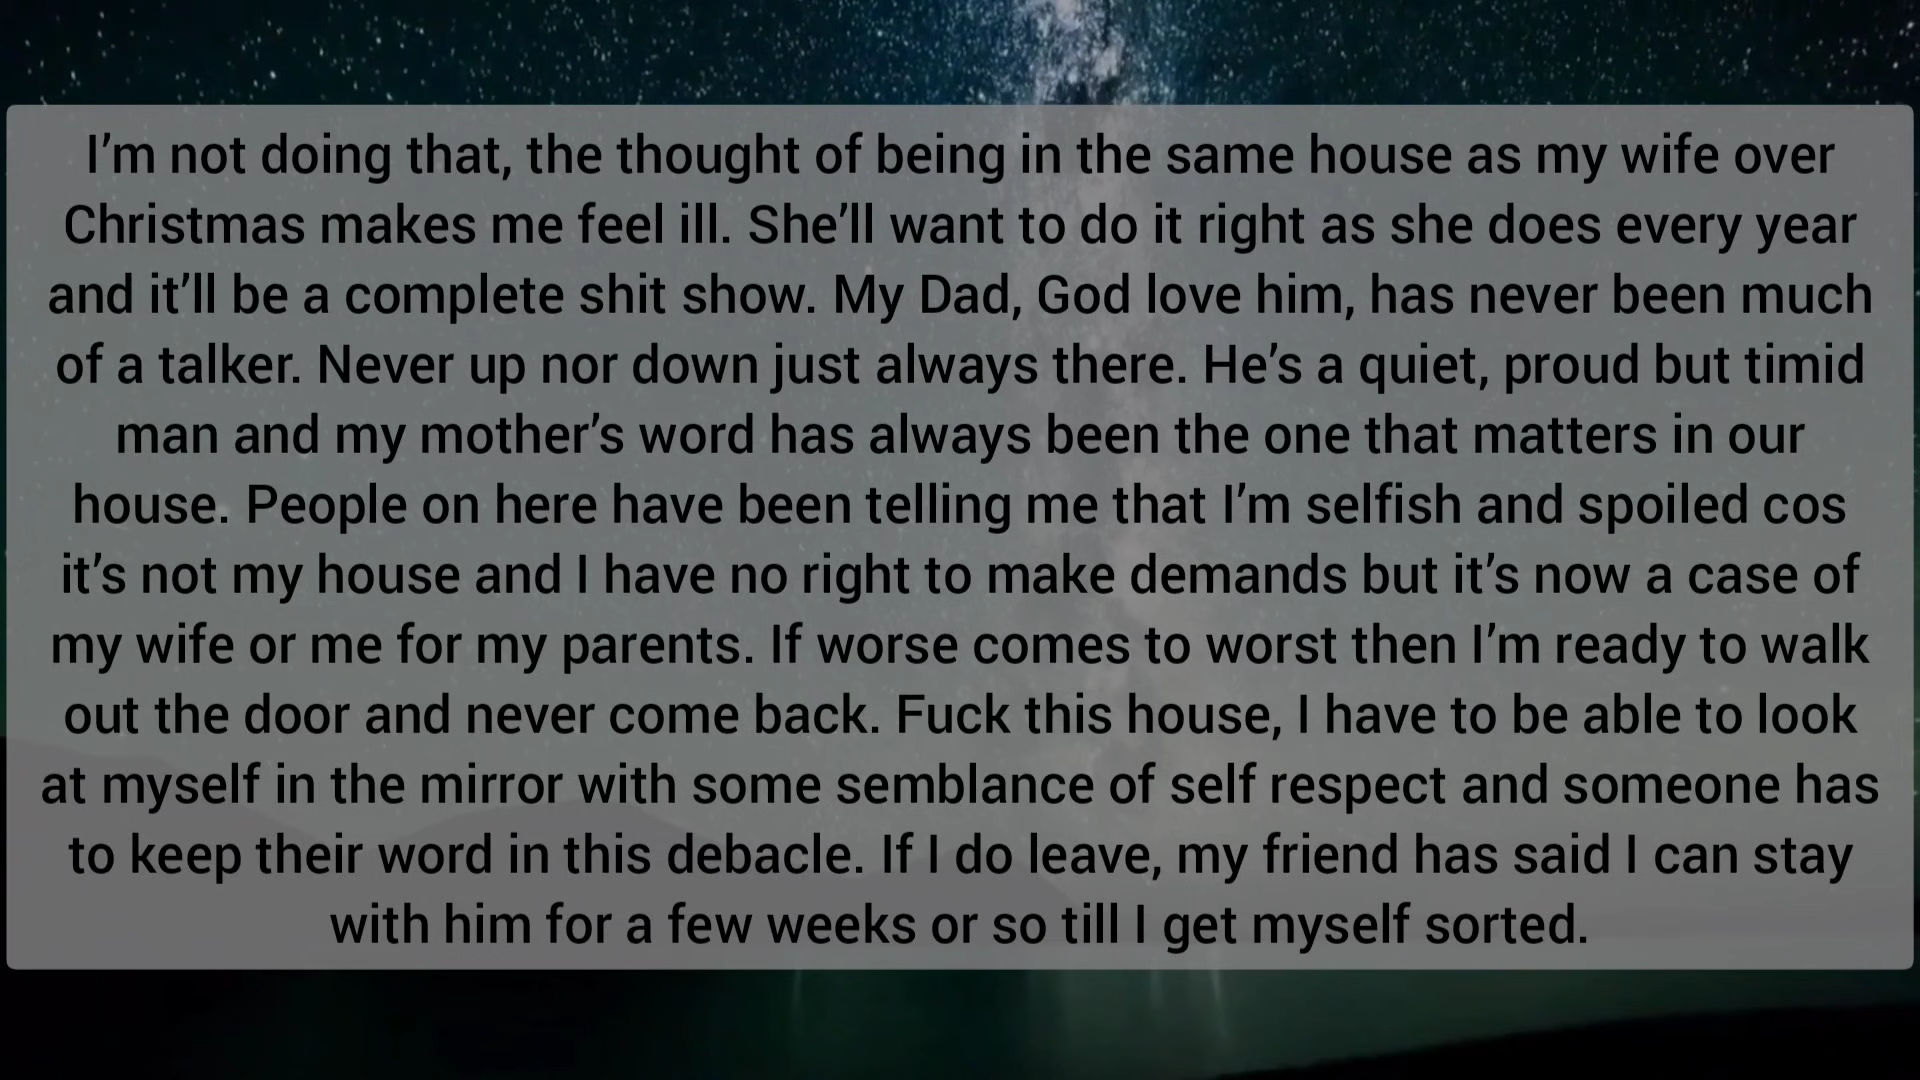 I’m not doing that, the thought of being in the same house as my wife over
Christmas makes me feel ill. She’ll want to do it right as she does every year
and it’ll be a complete shit show. My Dad, God love him, has never been much
of a talker. Never up nor down just always there. He’s a quiet, proud but timid
man and my mother’s word has always been the one that matters in our
house. People on here have been telling me that I’m selfish and spoiled cos
it’s not my house and I have no right to make demands but it’s now a case of
my wife or me for my parents. If worse comes to worst then I’m ready to walk
out the door and never come back. Fuck this house, I have to be able to look
at myself in the mirror with some semblance of self respect and someone has
to keep their word in this debacle. If I do leave, my friend has said I can stay
with him for a few weeks or so till I get myself sorted.